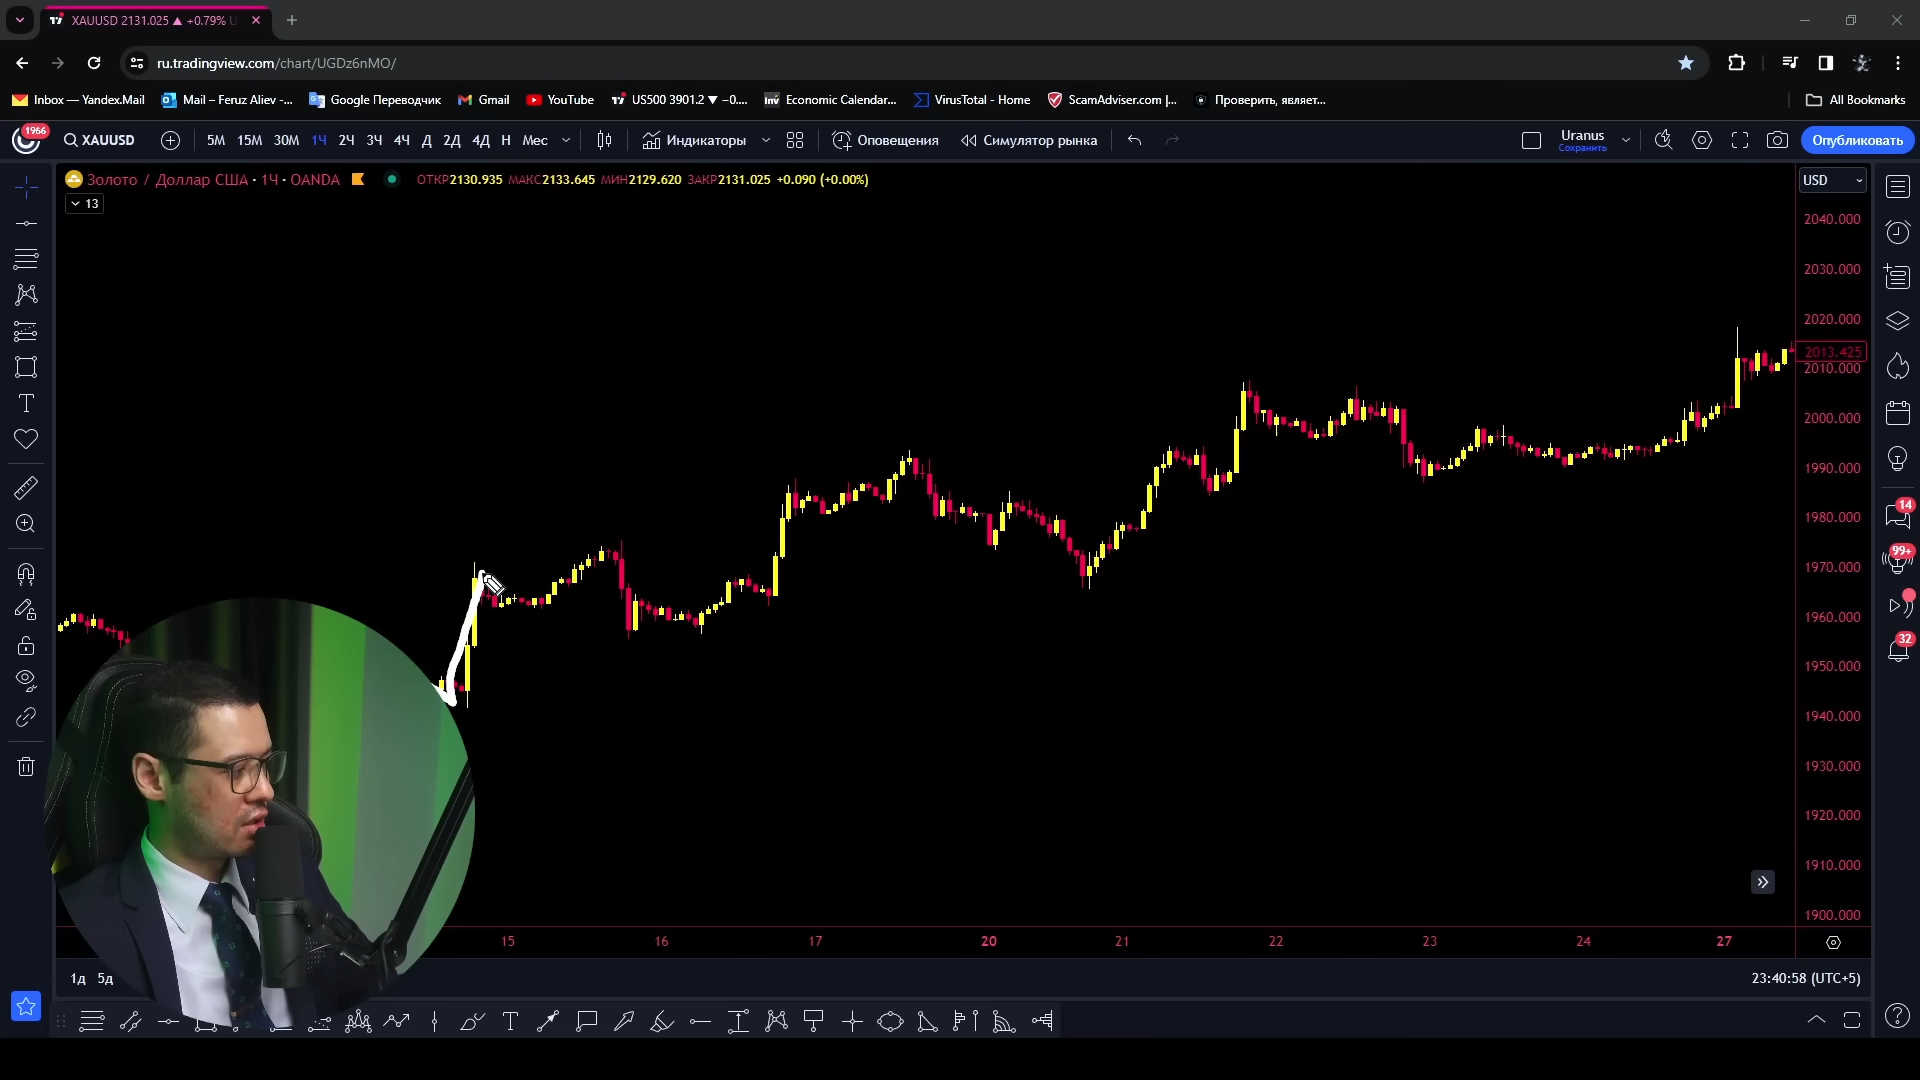 XAUUSD 2131.025 ▲ +0.79% U
ru.tradingview.com/chart/UGDz6nMO/
Inbox — Yandex.Mail
Mail – Feruz Aliev -...
Google Переводчик
Gmail
YouTube
US500 3901.2 ▼ −0....
Economic Calendar...
VirusTotal - Home
ScamAdviser.com |...
Проверить, являет...
All Bookmarks
1966
XAUUSD
5М 15М 30М 1Ч 2Ч 3Ч 4Ч Д 2Д 4Д Н Мес
Индикаторы
Оповещения
Симулятор рынка
Uranus
Сохранить
Опубликовать
Золото / Доллар США · 1Ч · OANDA
ОТКР2130.935 МАКС2133.645 МИН2129.620 ЗАКР2131.025 +0.090 (+0.00%)
13
USD
2040.000
2030.000
2020.000
2013.425
2010.000
2000.000
1990.000
1980.000
1970.000
1960.000
1950.000
1940.000
1930.000
1920.000
1910.000
1900.000
14
99+
32
15 16 17 20 21 22 23 24 27
1д 5д
23:40:58 (UTC+5)